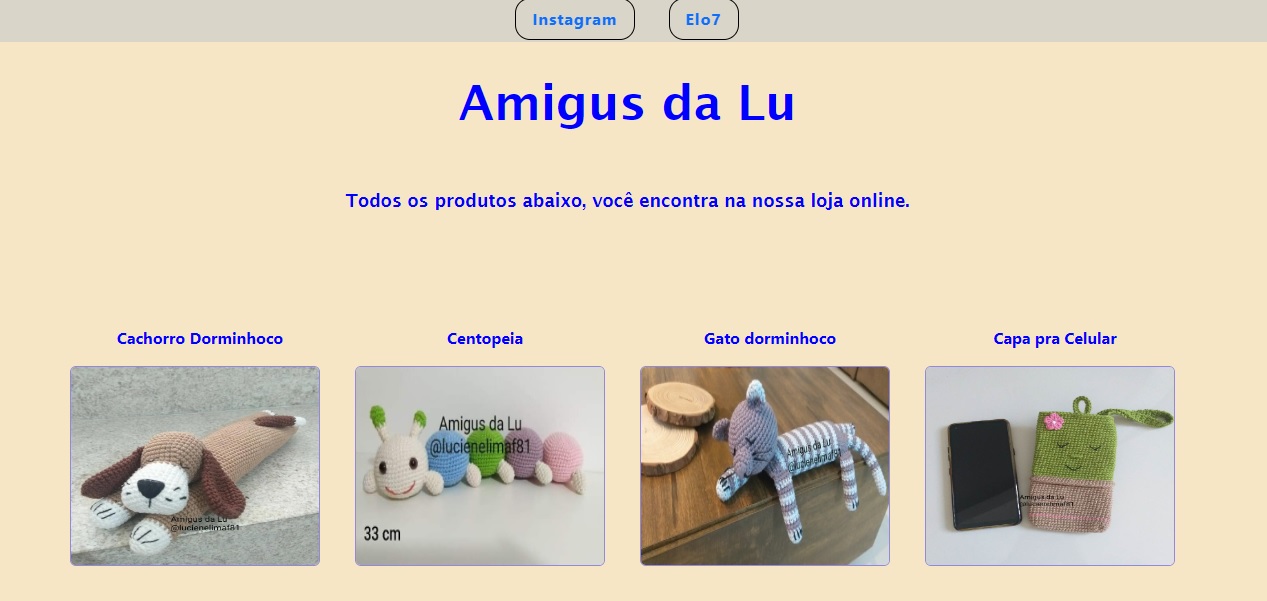 Instagram
Elo7
Amigus da Lu
Todos os produtos abaixo, você encontra na nossa loja online.
Cachorro Dorminhoco
Centopeia
Gato dorminhoco
Capa pra Celular
Amigus da Lu
@lucienelimaf81
Amigus da Lu
@lucienelimaf81
33 cm
Amigus da Lu
@lucienelimaf81
Amigus da Lu
@lucienelimaf81